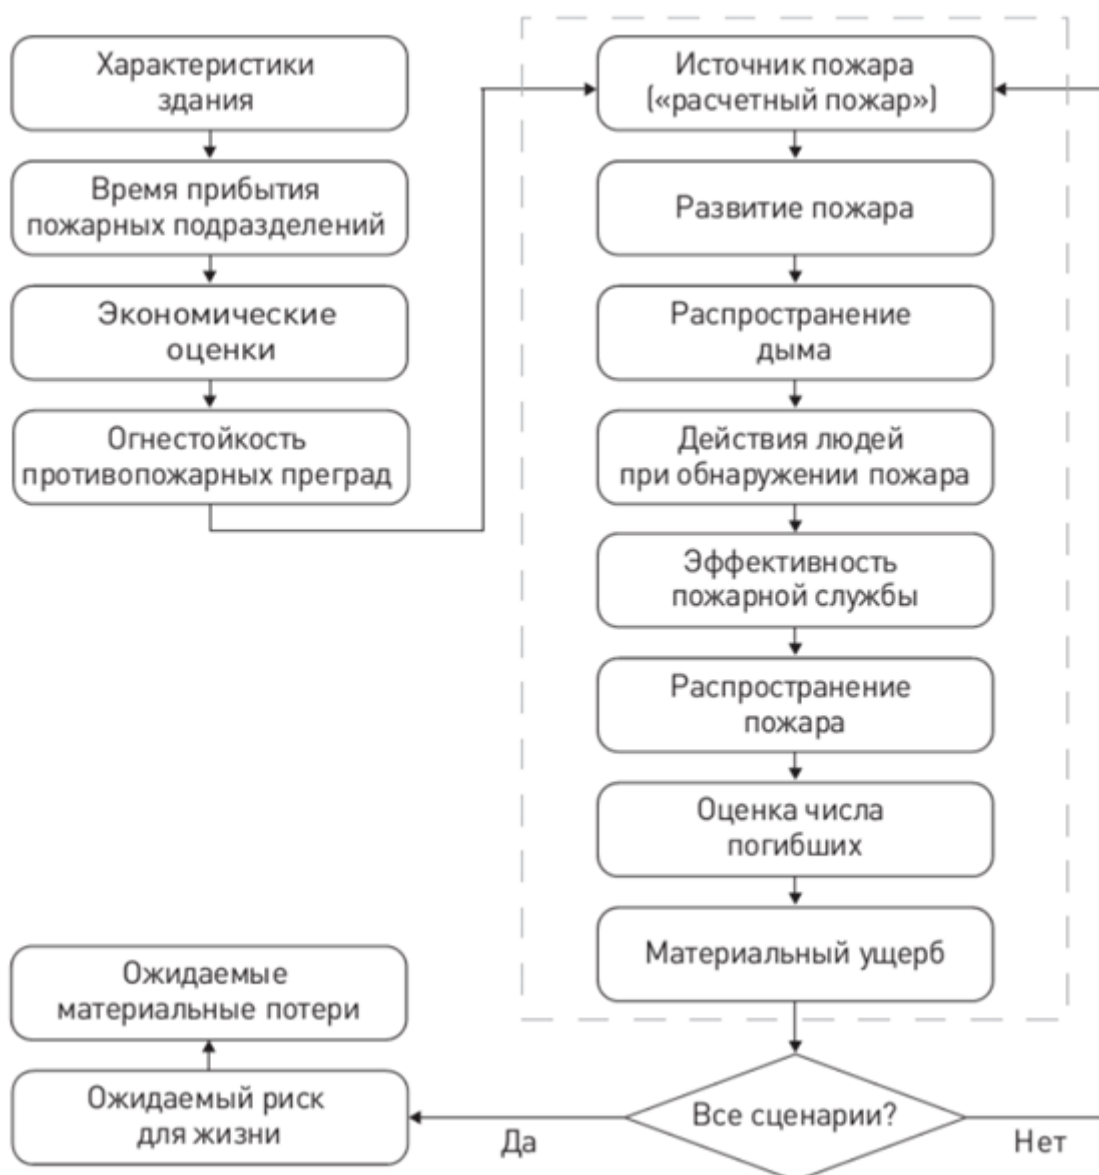 Характеристики
здания
Время прибытия
пожарных подразделений
Экономические
оценки
Огнестойкость
противопожарных преград
Источник пожара
(«расчетный пожар»)
Развитие пожара
Распространение
дыма
Действия людей
при обнаружении пожара
Эффективность
пожарной службы
Распространение
пожара
Оценка числа
погибших
Материальный ущерб
Все сценарии?
Да
Нет
Ожидаемый риск
для жизни
Ожидаемые
материальные потери